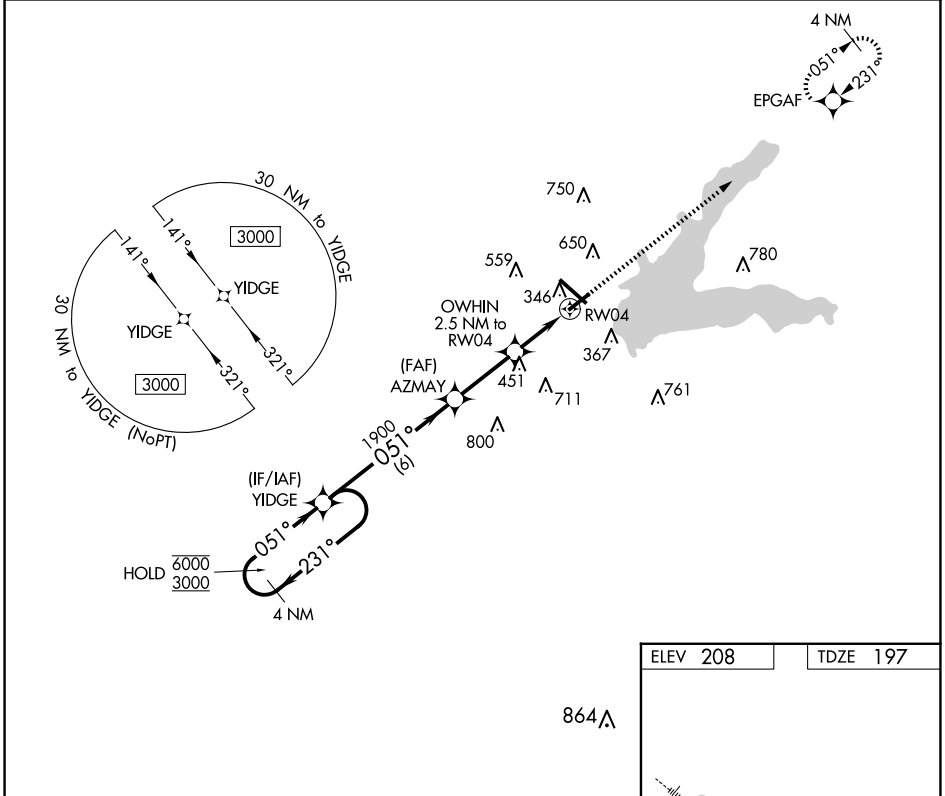 4 NM
051°
231°
EPGAF
30 NM to YIDGE
3000
141°
YIDGE
321°
30 NM to YIDGE (NoPT)
141°
YIDGE
321°
3000
750
650
559
780
346
RW04
OWHIN
2.5 NM to
RW04
367
(FAF)
AZMAY
451
711
761
800
1900
051°
(6)
(IF/IAF)
YIDGE
051°
231°
HOLD 6000
3000
4 NM
ELEV 208
TDZE 197
864